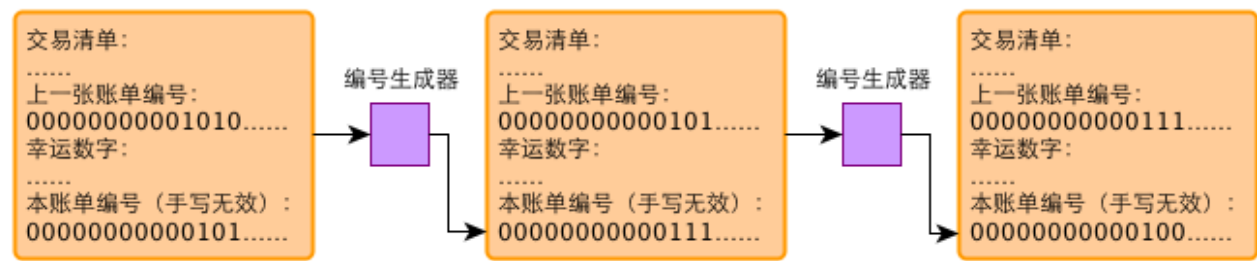 交易清单：
......
上一张账单编号：
00000000001010......
幸运数字：
......
本账单编号（手写无效）：
00000000000101......
编号生成器
交易清单：
......
上一张账单编号：
00000000000101......
幸运数字：
......
本账单编号（手写无效）：
00000000000111......
编号生成器
交易清单：
......
上一张账单编号：
00000000000111......
幸运数字：
......
本账单编号（手写无效）：
00000000000100......